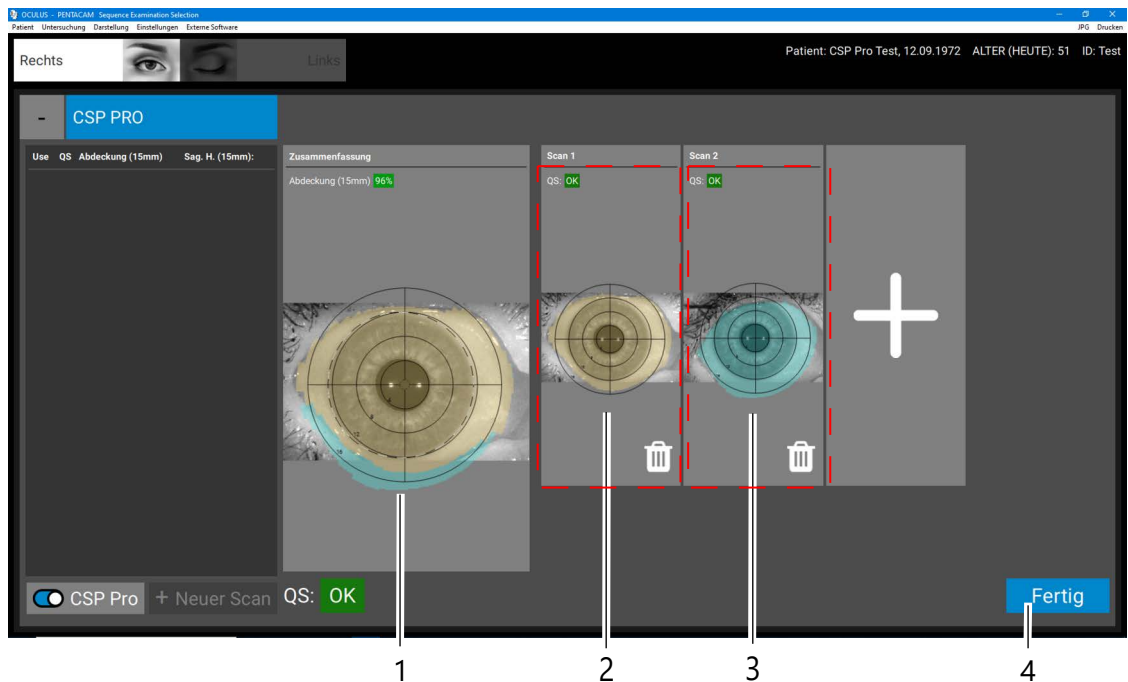 OCULUS - PENTACAM Sequence Examination Selection
Patient Untersuchung Darstellung Einstellungen Externe Software JPG Drucken
Rechts Links Patient: CSP Pro Test, 12.09.1972 ALTER (HEUTE): 51 ID: Test
- CSP PRO
Use QS Abdeckung (15mm) Sag. H. (15mm): Zusammenfassung Scan 1 Scan 2
Abdeckung (15mm) 96% QS: OK QS: OK
CSP Pro + Neuer Scan QS: OK Fertig
1 2 3 4